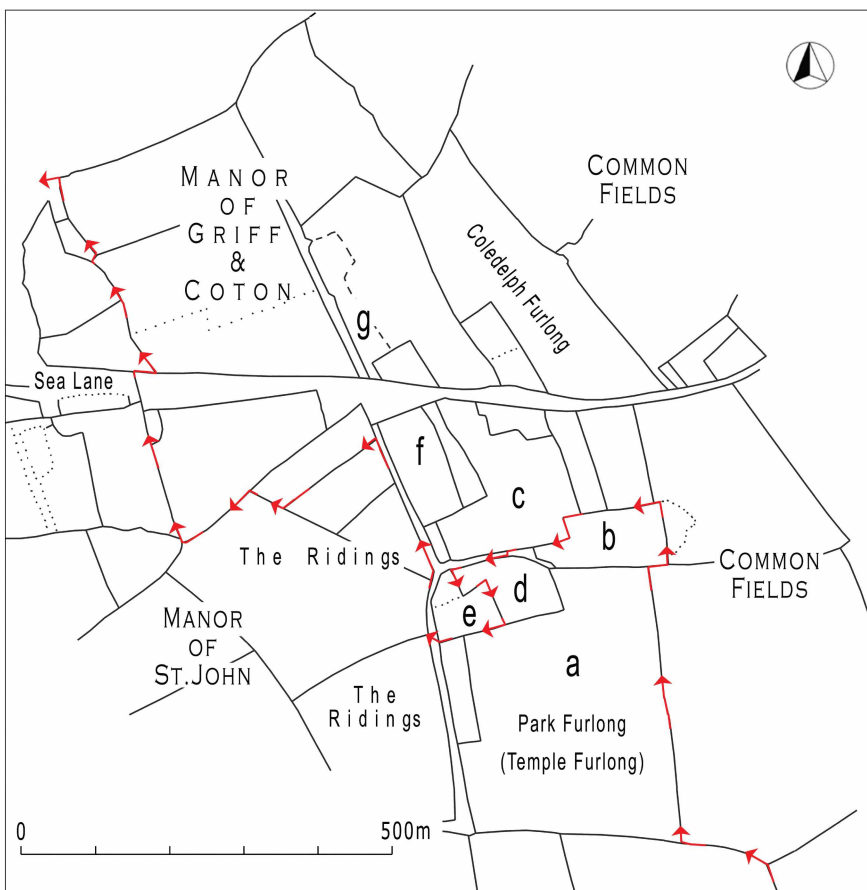 COMMON
FIELDS
MANOR
OF
GRIFF
&
COTON
Coledelph Furlong
g
Sea Lane
f
c
b
The Ridings
COMMON
FIELDS
d
e
MANOR
OF
ST.JOHN
a
The
Ridings
Park Furlong
(Temple Furlong)
0
500m